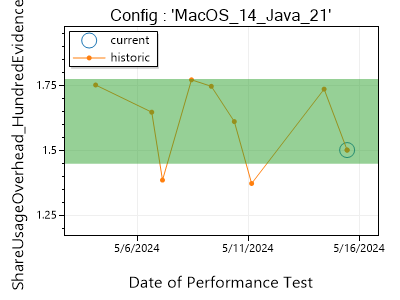 Config : 'MacOS_14_Java_21'
current
historic
ShareUsageOverhead_HundredEvidence
1.75
1.5
1.25
5/6/2024
5/11/2024
5/16/2024
Date of Performance Test